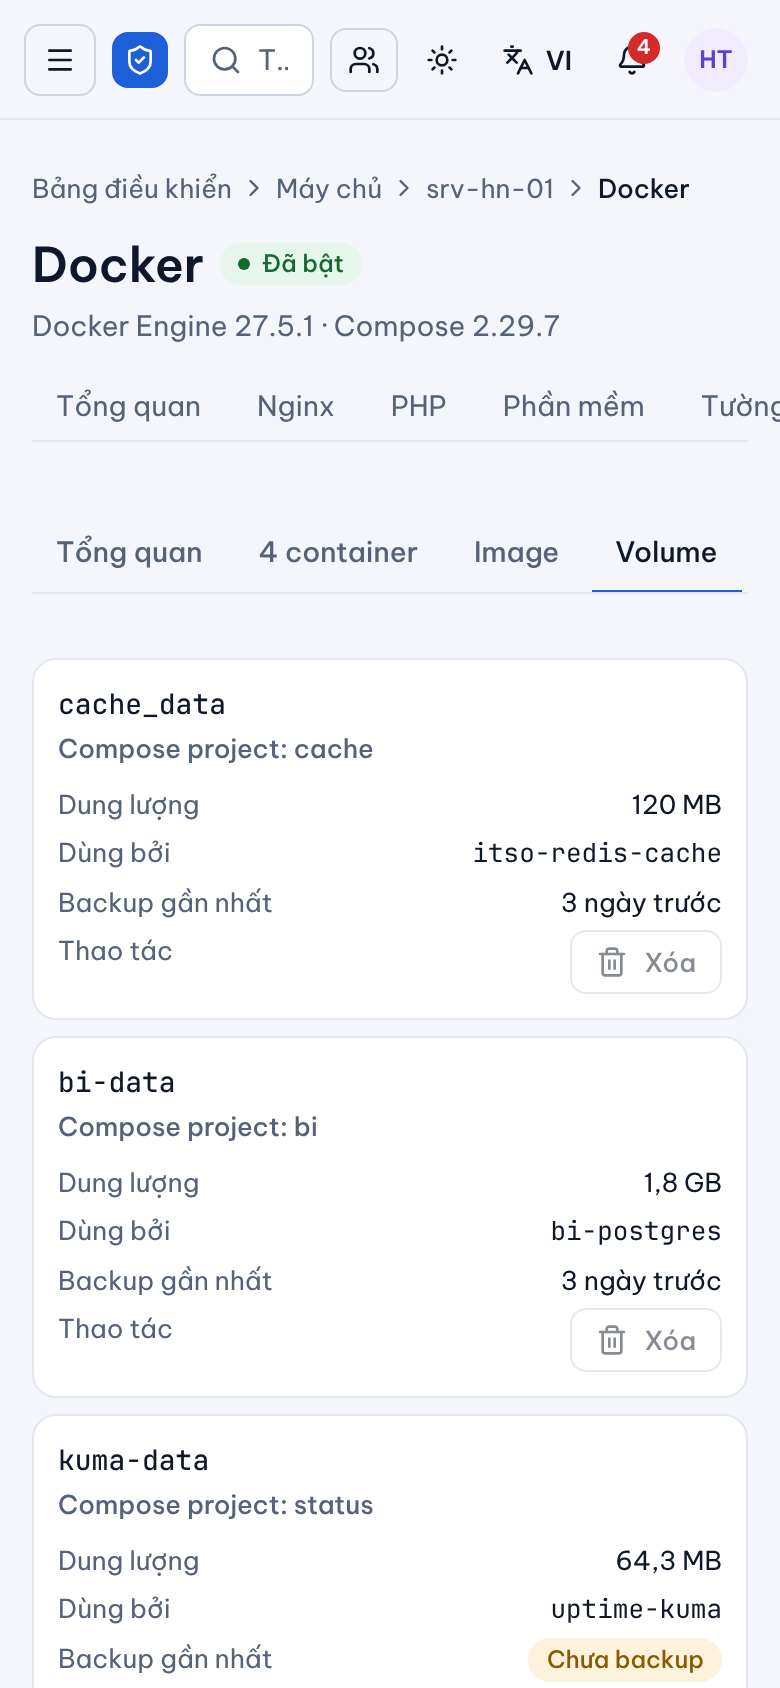 T..
VI
4
HT
Bảng điều khiển > Máy chủ > srv-hn-01 > Docker
Docker
Đã bật
Docker Engine 27.5.1 · Compose 2.29.7
Tổng quan Nginx PHP Phần mềm Tường
Tổng quan 4 container Image Volume
cache_data
Compose project: cache
Dung lượng 120 MB
Dùng bởi itso-redis-cache
Backup gần nhất 3 ngày trước
Thao tác Xóa
bi-data
Compose project: bi
Dung lượng 1,8 GB
Dùng bởi bi-postgres
Backup gần nhất 3 ngày trước
Thao tác Xóa
kuma-data
Compose project: status
Dung lượng 64,3 MB
Dùng bởi uptime-kuma
Backup gần nhất Chưa backup